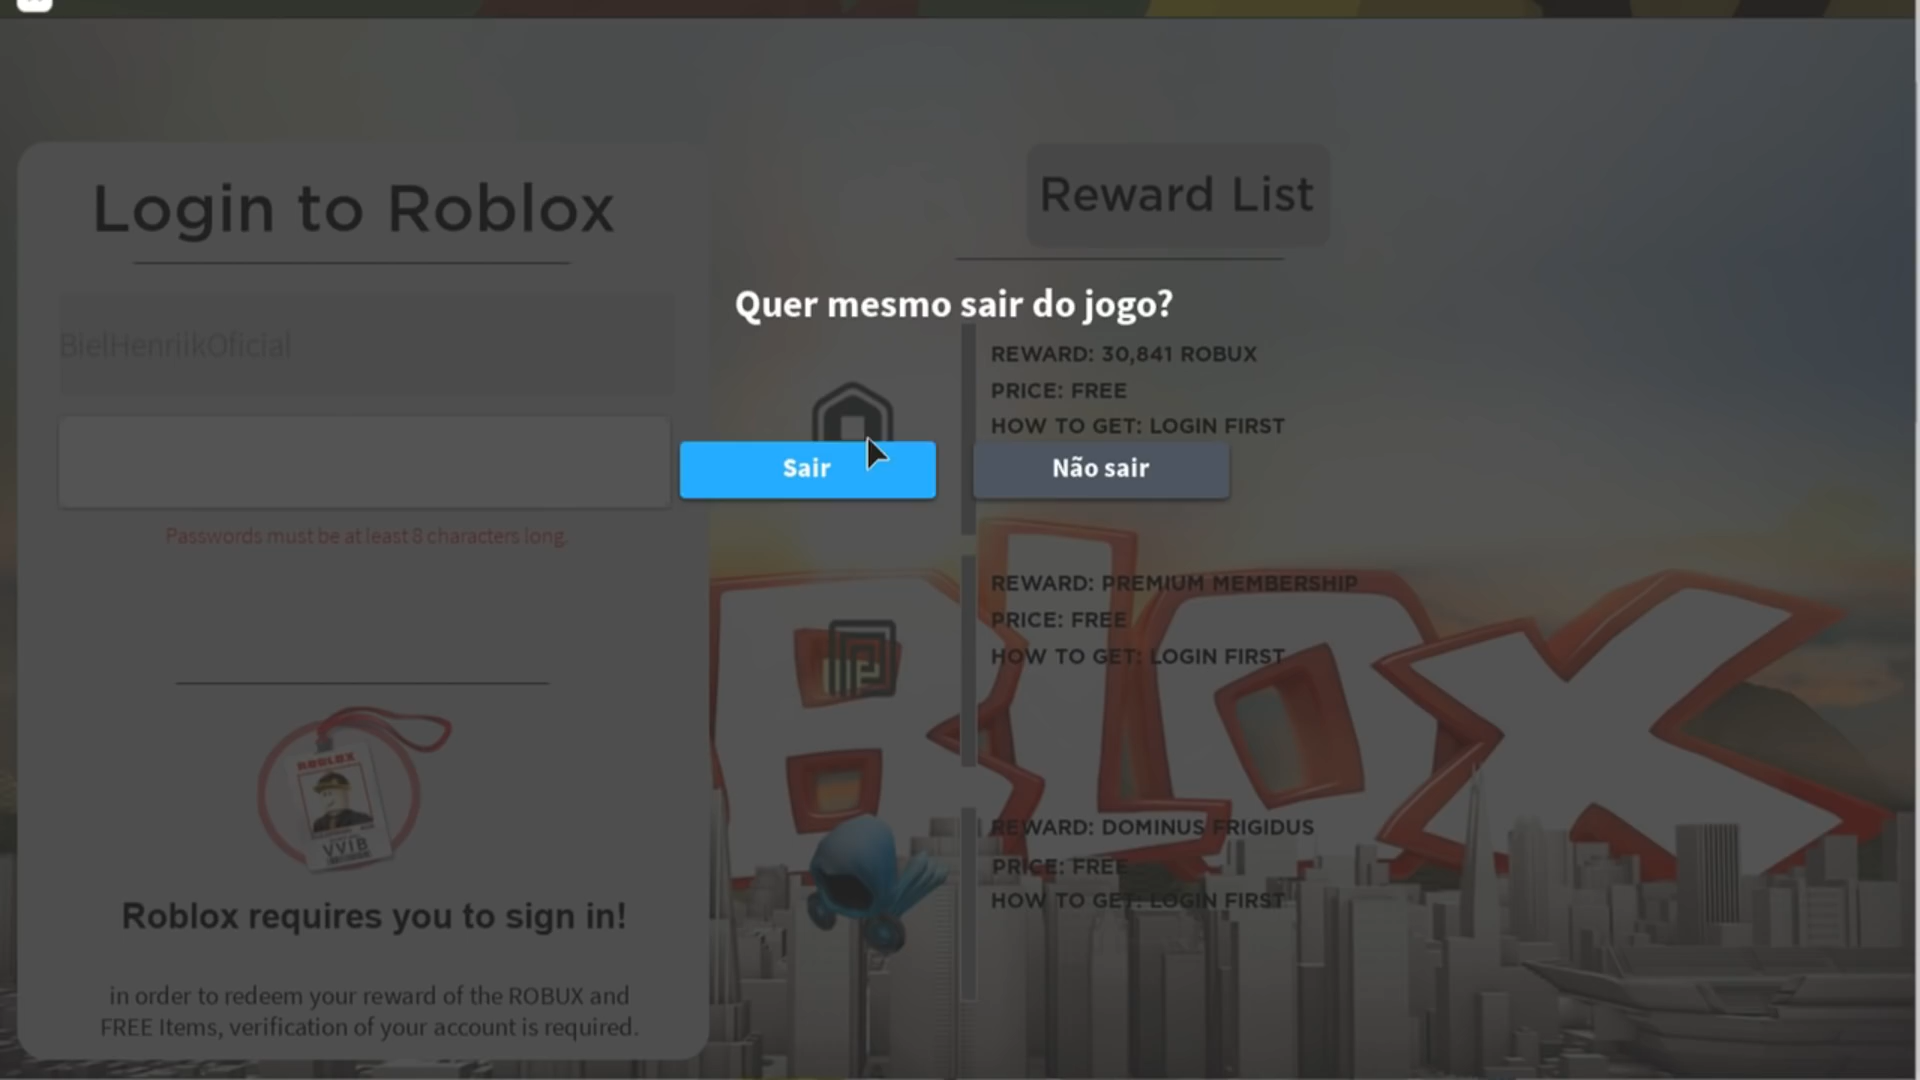 Login to Roblox
BielHenriikOficial
Passwords must be at least 8 characters long.
ROBLOX
VVIB
Roblox requires you to sign in!
in order to redeem your reward of the ROBUX and
FREE Items, verification of your account is required.
Reward List
Quer mesmo sair do jogo?
REWARD: 30,841 ROBUX
PRICE: FREE
HOW TO GET: LOGIN FIRST
Sair
Não sair
REWARD: PREMIUM MEMBERSHIP
PRICE: FREE
HOW TO GET: LOGIN FIRST
REWARD: DOMINUS FRIGIDUS
PRICE: FREE
HOW TO GET: LOGIN FIRST
BLOX